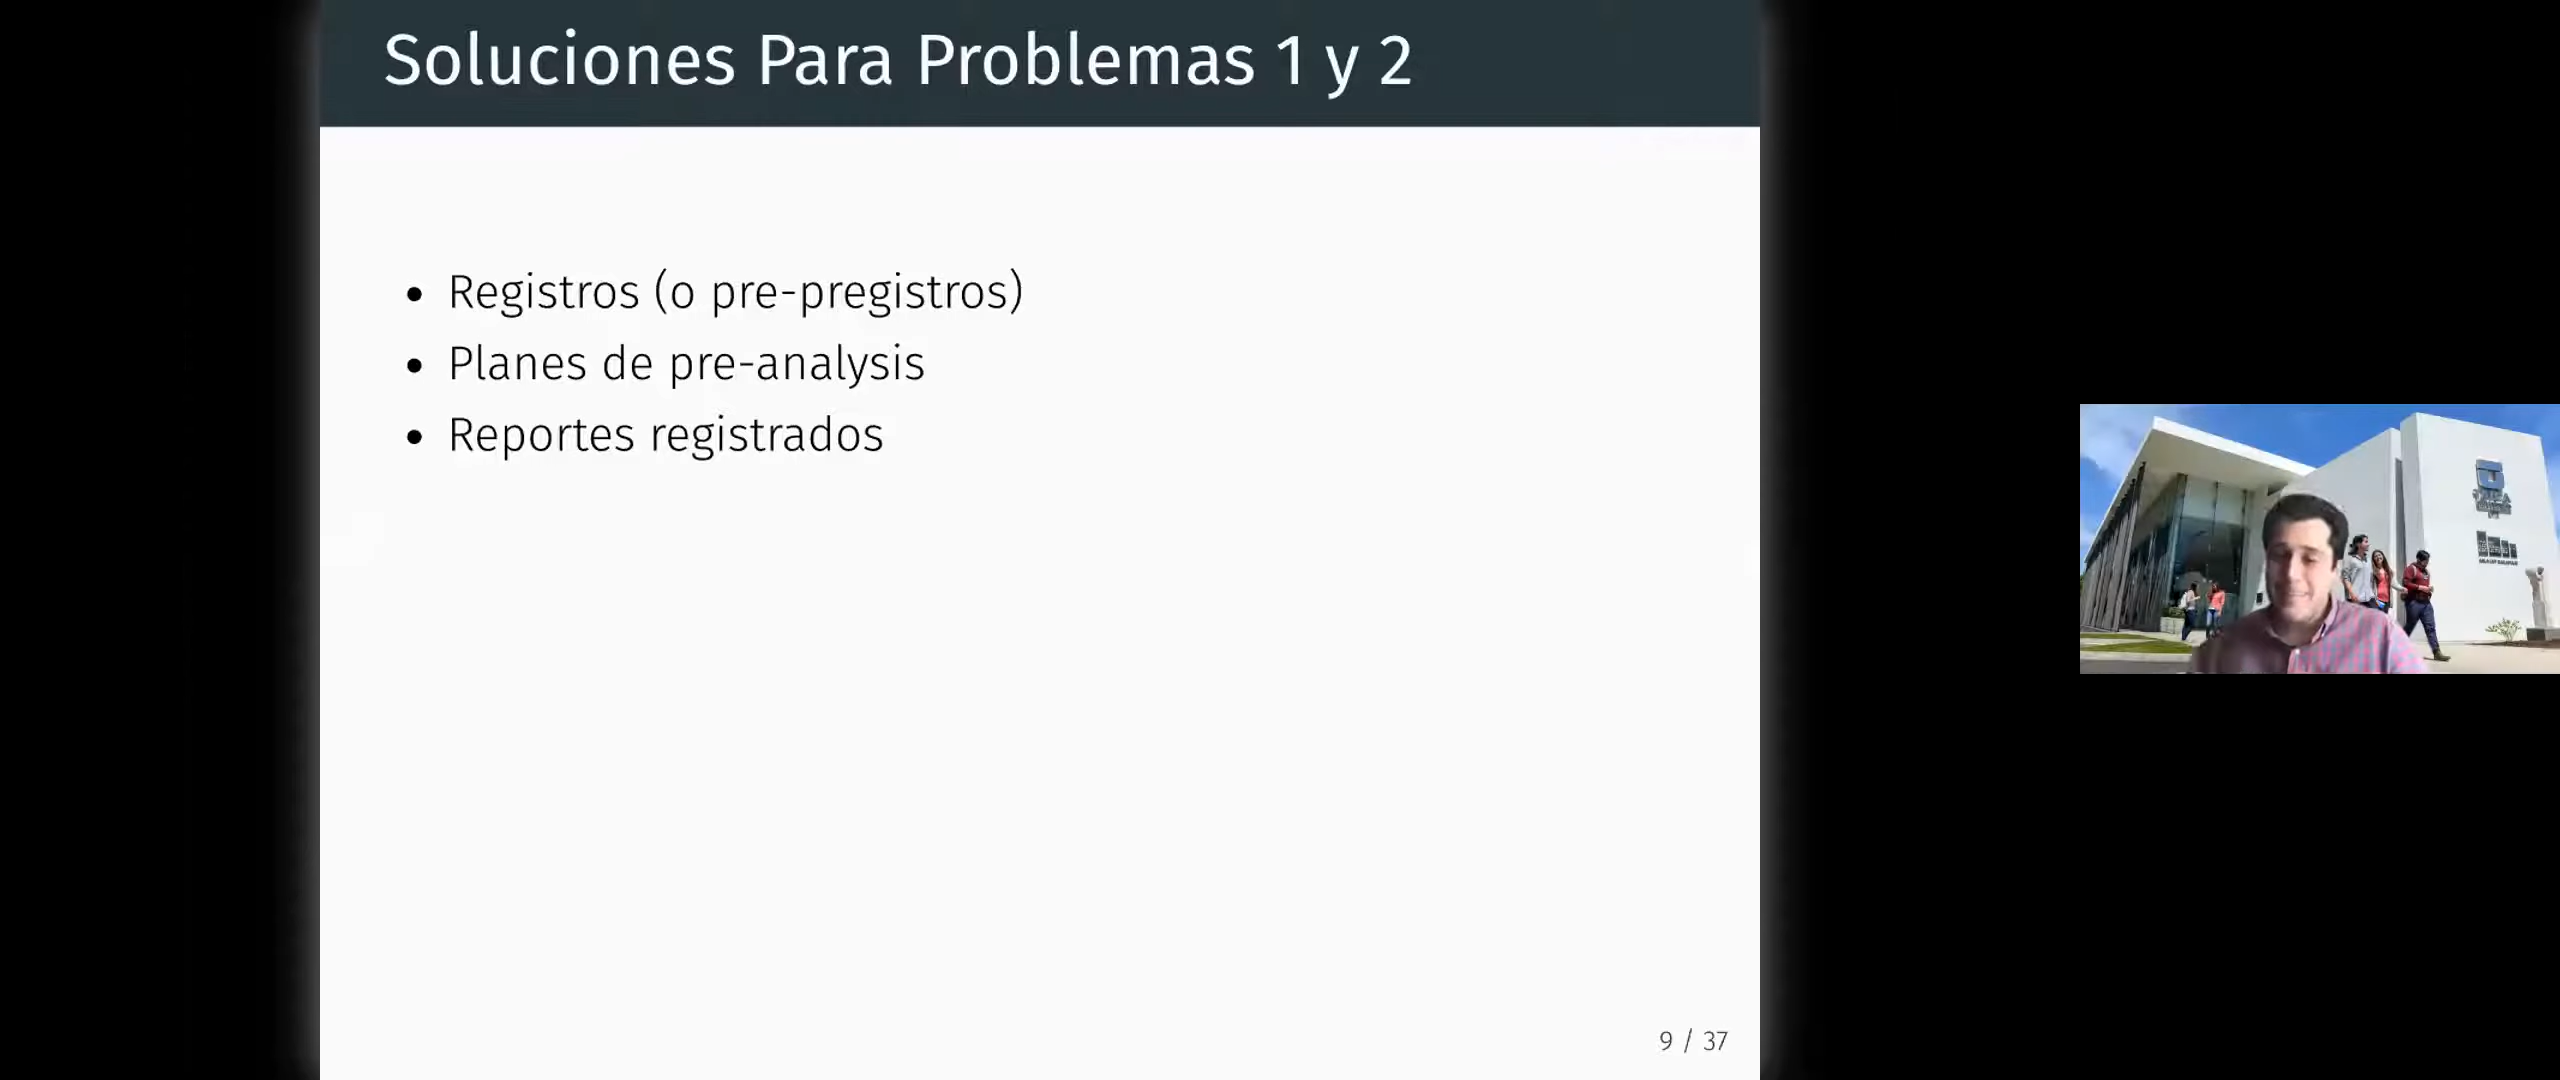 Soluciones Para Problemas 1 y 2
• Registros (o pre-pregistros)
• Planes de pre-analysis
• Reportes registrados
9 / 37